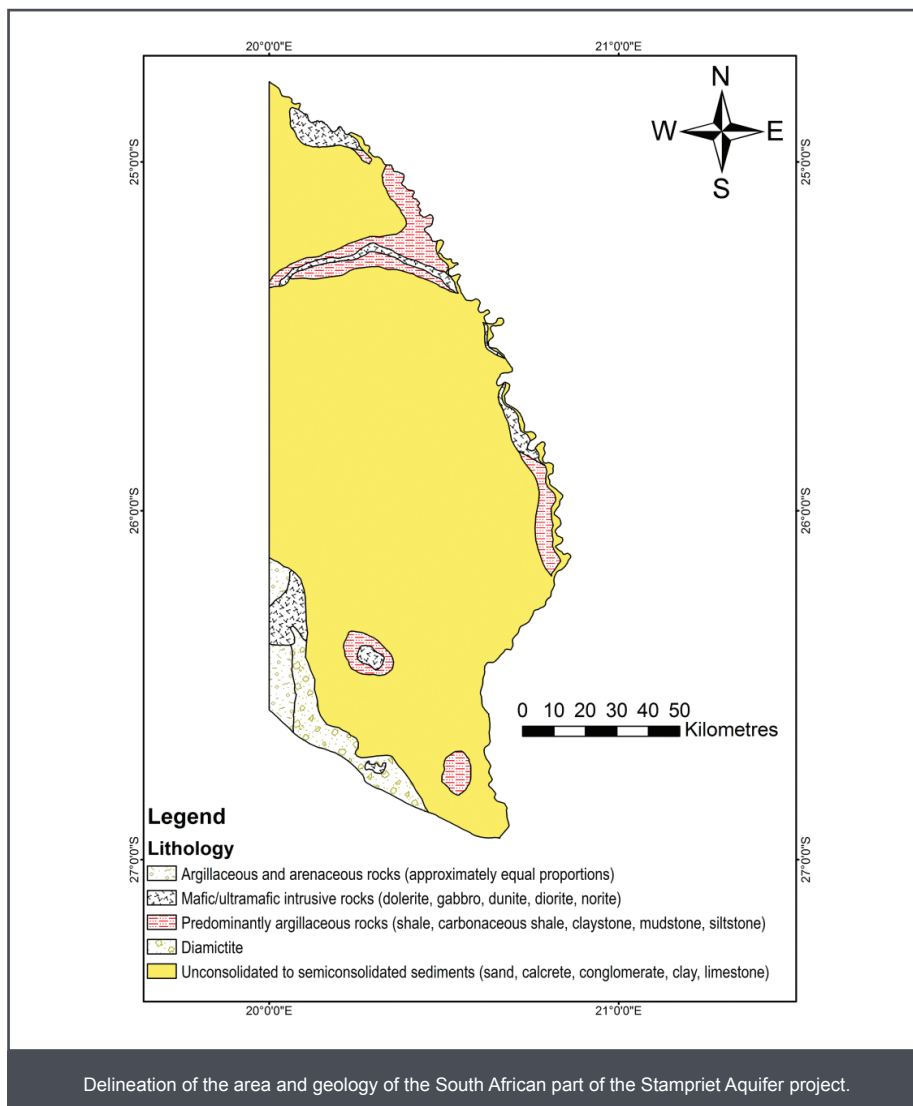 20°0'0"E 21°0'0"E
N
W E
S
25°0'0"S 25°0'0"S
26°0'0"S 26°0'0"S
0 10 20 30 40 50
Kilometres
Legend
Lithology
27°0'0"S 27°0'0"S
Argillaceous and arenaceous rocks (approximately equal proportions)
Mafic/ultramafic intrusive rocks (dolerite, gabbro, dunite, diorite, norite)
Predominantly argillaceous rocks (shale, carbonaceous shale, claystone, mudstone, siltstone)
Diamictite
Unconsolidated to semiconsolidated sediments (sand, calcrete, conglomerate, clay, limestone)
20°0'0"E 21°0'0"E
Delineation of the area and geology of the South African part of the Stampriet Aquifer project.